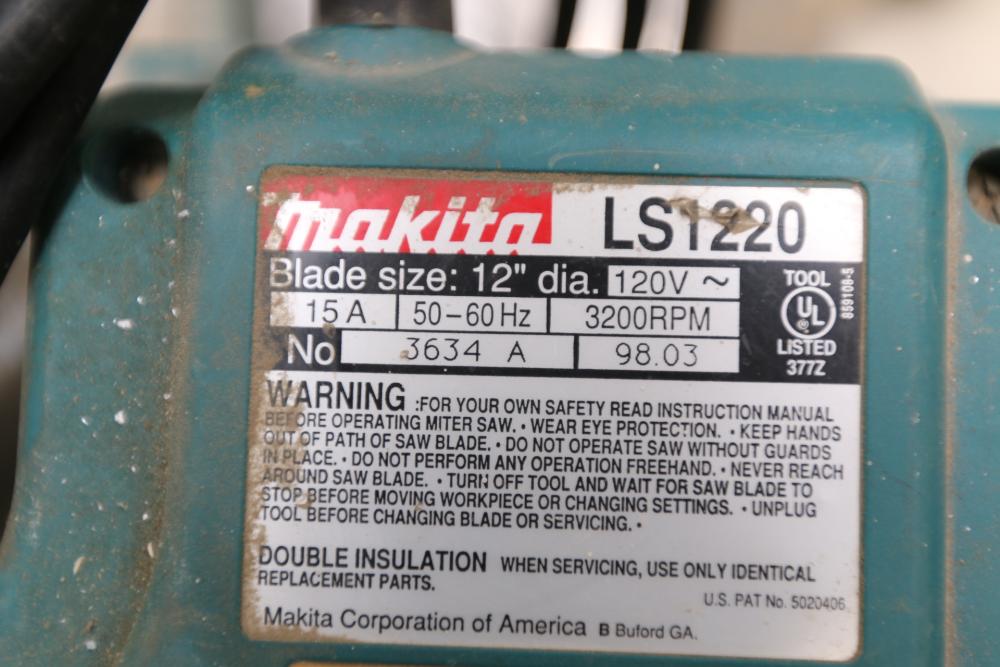 makita LS1220
Blade size: 12" dia. 120V ~
15 A 50-60 Hz 3200RPM
No 3634 A 98.03
TOOL
UL
®
LISTED
377Z
859108-5
WARNING :FOR YOUR OWN SAFETY READ INSTRUCTION MANUAL
BEFORE OPERATING MITER SAW. • WEAR EYE PROTECTION. • KEEP HANDS
OUT OF PATH OF SAW BLADE. • DO NOT OPERATE SAW WITHOUT GUARDS
IN PLACE. • DO NOT PERFORM ANY OPERATION FREEHAND. • NEVER REACH
AROUND SAW BLADE. • TURN OFF TOOL AND WAIT FOR SAW BLADE TO
STOP BEFORE MOVING WORKPIECE OR CHANGING SETTINGS. • UNPLUG
TOOL BEFORE CHANGING BLADE OR SERVICING. •
DOUBLE INSULATION WHEN SERVICING, USE ONLY IDENTICAL
REPLACEMENT PARTS.
U.S. PAT No. 5020406
Makita Corporation of America B Buford GA.